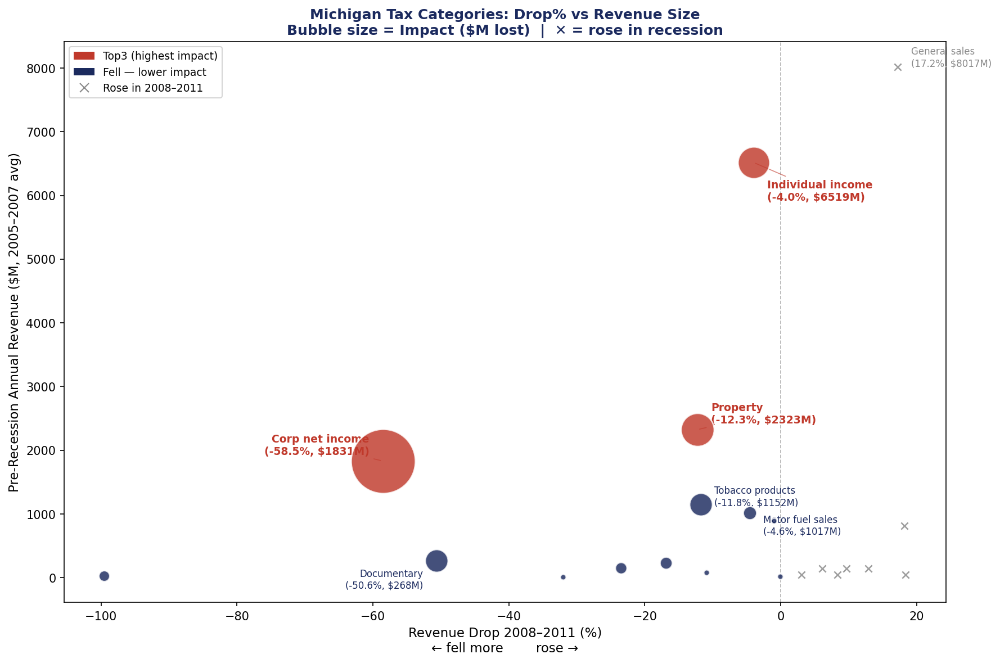 Michigan Tax Categories: Drop% vs Revenue Size
Bubble size = Impact ($M lost) | × = rose in recession
Top3 (highest impact)
Fell — lower impact
Rose in 2008–2011
General sales
(17.2%, $8017M)
Individual income
(-4.0%, $6519M)
Property
(-12.3%, $2323M)
Corp net income
(-58.5%, $1831M)
Tobacco products
(-11.8%, $1152M)
Motor fuel sales
(-4.6%, $1017M)
Documentary
(-50.6%, $268M)
Pre-Recession Annual Revenue ($M, 2005–2007 avg)
8000
7000
6000
5000
4000
3000
2000
1000
0
−100
−80
−60
−40
−20
0
20
Revenue Drop 2008–2011 (%)
← fell more rose →